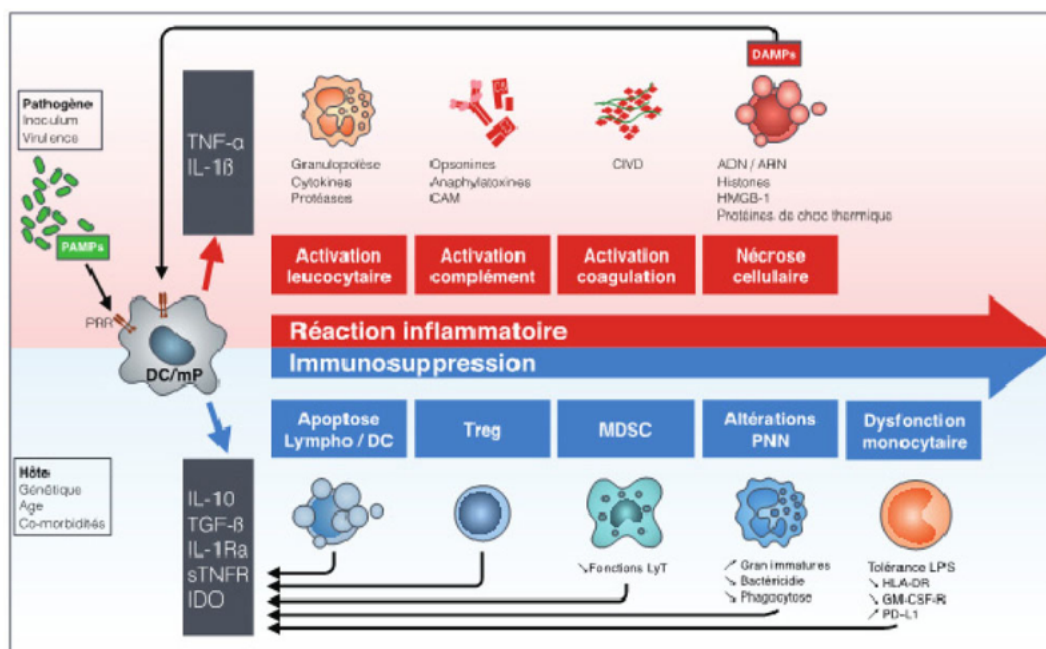 DAMPs
Pathogène
Inoculum
Virulence
PAMPs
PRR
DC/mP
TNF-α
IL-1ß
Granulopoïèse
Cytokines
Protéases
Opsonines
Anaphylatoxines
CAM
CIVD
ADN / ARN
Histones
HMGB-1
Protéines de choc thermique
Activation
leucocytaire
Activation
complément
Activation
coagulation
Nécrose
cellulaire
Réaction inflammatoire
Immunosuppression
Apoptose
Lympho / DC
Treg
MDSC
Altérations
PNN
Dysfonction
monocytaire
Hôte
Génétique
Age
Co-morbidités
IL-10
TGF-ß
IL-1Ra
sTNFR
IDO
↘Fonctions LyT
↗ Gran immatures
↘ Bactéricidie
↘ Phagocytose
Tolérance LPS
↘ HLA-DR
↘ GM-CSF-R
↗ PD-L1